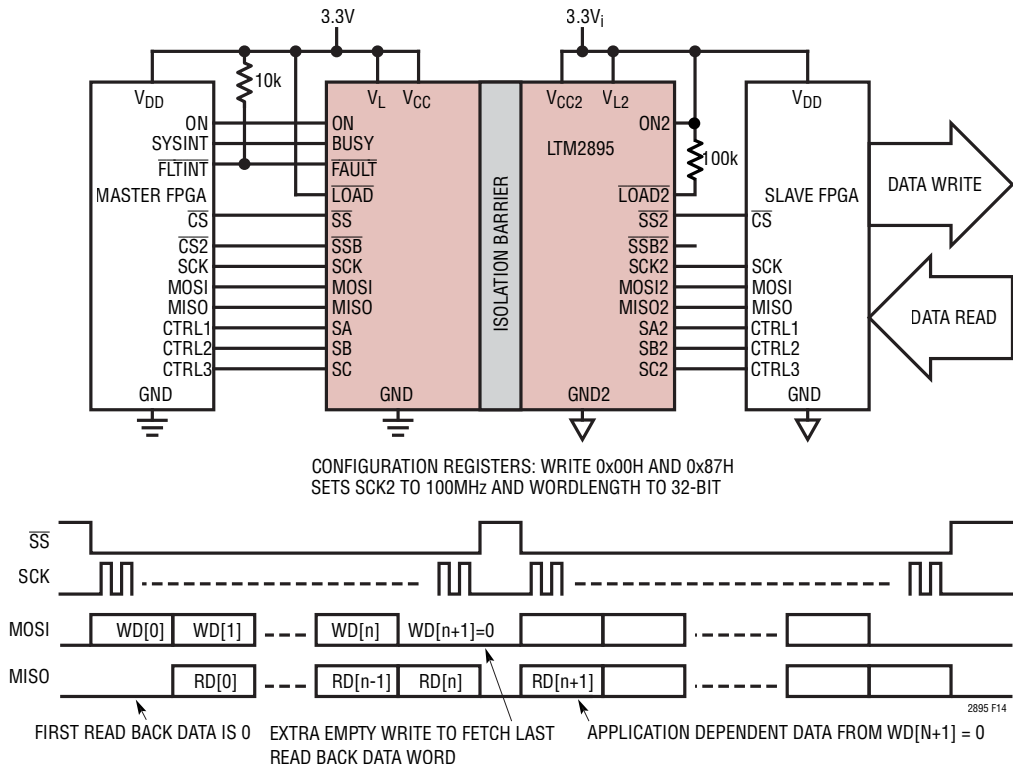 3.3V
3.3Vi
10k
VDD
VL
VCC
VCC2
VL2
VDD
ON
ON
ON2
SYSINT
BUSY
LTM2895
FLTINT
FAULT
100k
MASTER FPGA
LOAD
LOAD2
SLAVE FPGA
DATA WRITE
CS
SS
SS2
CS
CS2
SSB
SSB2
SCK
SCK
SCK2
SCK
MOSI
MOSI
MOSI2
MOSI
MISO
MISO
MISO2
MISO
DATA READ
CTRL1
SA
SA2
CTRL1
CTRL2
SB
SB2
CTRL2
CTRL3
SC
SC2
CTRL3
ISOLATION BARRIER
GND
GND
GND2
GND
CONFIGURATION REGISTERS: WRITE 0x00H AND 0x87H
SETS SCK2 TO 100MHz AND WORDLENGTH TO 32-BIT
SS
SCK
MOSI
WD[0]
WD[1]
WD[n]
WD[n+1]=0
MISO
RD[0]
RD[n-1]
RD[n]
RD[n+1]
2895 F14
FIRST READ BACK DATA IS 0
EXTRA EMPTY WRITE TO FETCH LAST
READ BACK DATA WORD
APPLICATION DEPENDENT DATA FROM WD[N+1] = 0